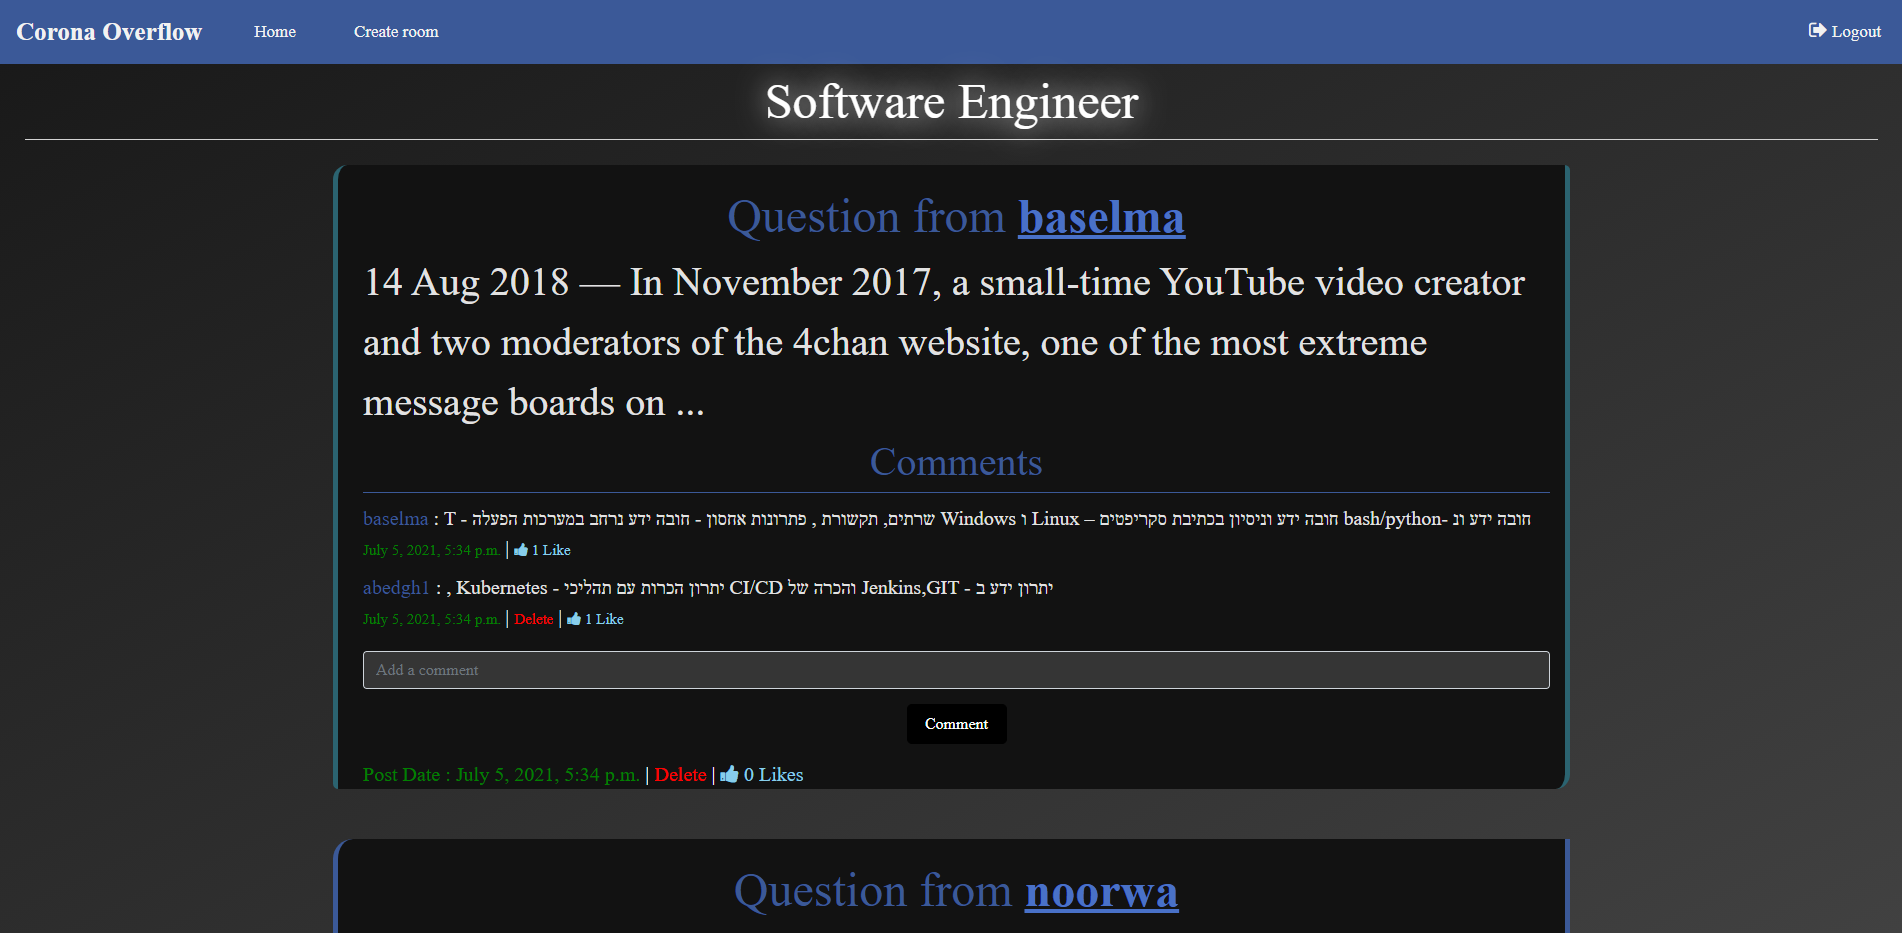 Corona Overflow
Home
Create room
Logout
Software Engineer
Question from baselma
14 Aug 2018 — In November 2017, a small-time YouTube video creator
and two moderators of the 4chan website, one of the most extreme
message boards on ...
Comments
baselma : T - שרתים, תקשורת , פתרונות אחסון - חובה ידע נרחב במערכות הפעלה Windows ו Linux – חובה ידע וניסיון בכתיבת סקריפטים bash/python- חובה ידע ונ
July 5, 2021, 5:34 p.m. | 1 Like
abedgh1 : , Kubernetes - יתרון הכרות עם תהליכי CI/CD והכרה של Jenkins,GIT - יתרון ידע ב
July 5, 2021, 5:34 p.m. | Delete | 1 Like
Add a comment
Comment
Post Date : July 5, 2021, 5:34 p.m. | Delete | 0 Likes
Question from noorwa